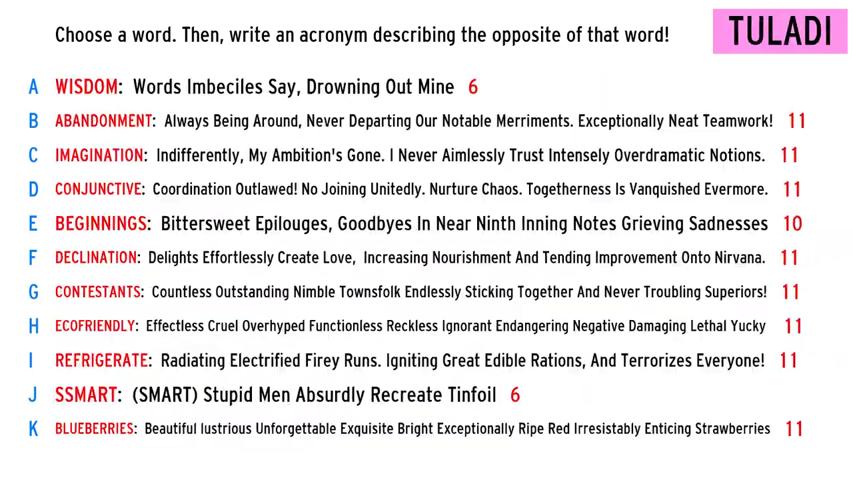 Choose a word. Then, write an acronym describing the opposite of that word!
TULADI
A WISDOM: Words Imbeciles Say, Drowning Out Mine 6
B ABANDONMENT: Always Being Around, Never Departing Our Notable Merriments. Exceptionally Neat Teamwork! 11
C IMAGINATION: Indifferently, My Ambition's Gone. I Never Aimlessly Trust Intensely Overdramatic Notions. 11
D CONJUNCTIVE: Coordination Outlawed! No Joining Unitedly. Nurture Chaos. Togetherness Is Vanquished Evermore. 11
E BEGINNINGS: Bittersweet Epilouges, Goodbyes In Near Ninth Inning Notes Grieving Sadnesses 10
F DECLINATION: Delights Effortlessly Create Love, Increasing Nourishment And Tending Improvement Onto Nirvana. 11
G CONTESTANTS: Countless Outstanding Nimble Townsfolk Endlessly Sticking Together And Never Troubling Superiors! 11
H ECOFRIENDLY: Effectless Cruel Overhyped Functionless Reckless Ignorant Endangering Negative Damaging Lethal Yucky 11
I REFRIGERATE: Radiating Electrified Firey Runs. Igniting Great Edible Rations, And Terrorizes Everyone! 11
J SSMART: (SMART) Stupid Men Absurdly Recreate Tinfoil 6
K BLUEBERRIES: Beautiful lustrious Unforgettable Exquisite Bright Exceptionally Ripe Red Irresistably Enticing Strawberries 11